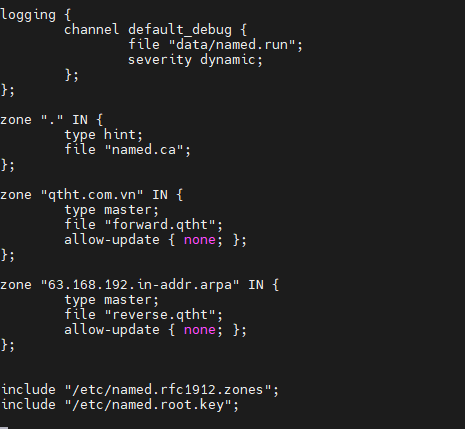 logging {
        channel default_debug {
                file "data/named.run";
                severity dynamic;
        };
};

zone "." IN {
        type hint;
        file "named.ca";
};

zone "qtht.com.vn" IN {
        type master;
        file "forward.qtht";
        allow-update { none; };
};

zone "63.168.192.in-addr.arpa" IN {
        type master;
        file "reverse.qtht";
        allow-update { none; };
};


include "/etc/named.rfc1912.zones";
include "/etc/named.root.key";